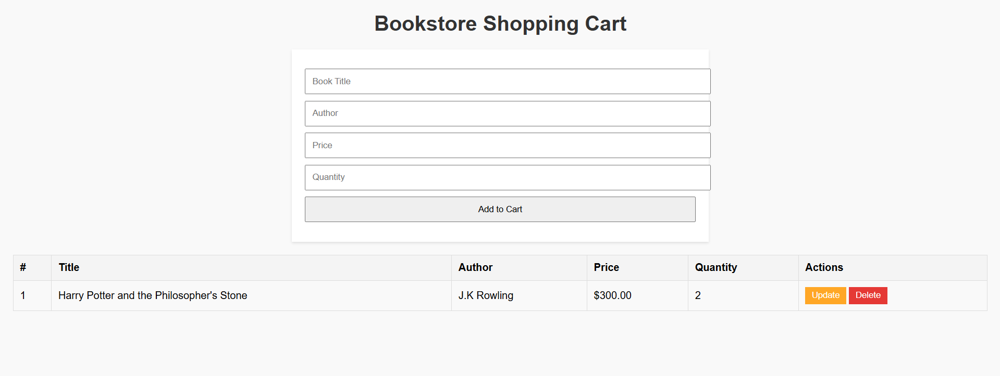 Bookstore Shopping Cart
Book Title
Author
Price
Quantity
Add to Cart
# Title Author Price Quantity Actions
1 Harry Potter and the Philosopher's Stone J.K Rowling $300.00 2 Update Delete